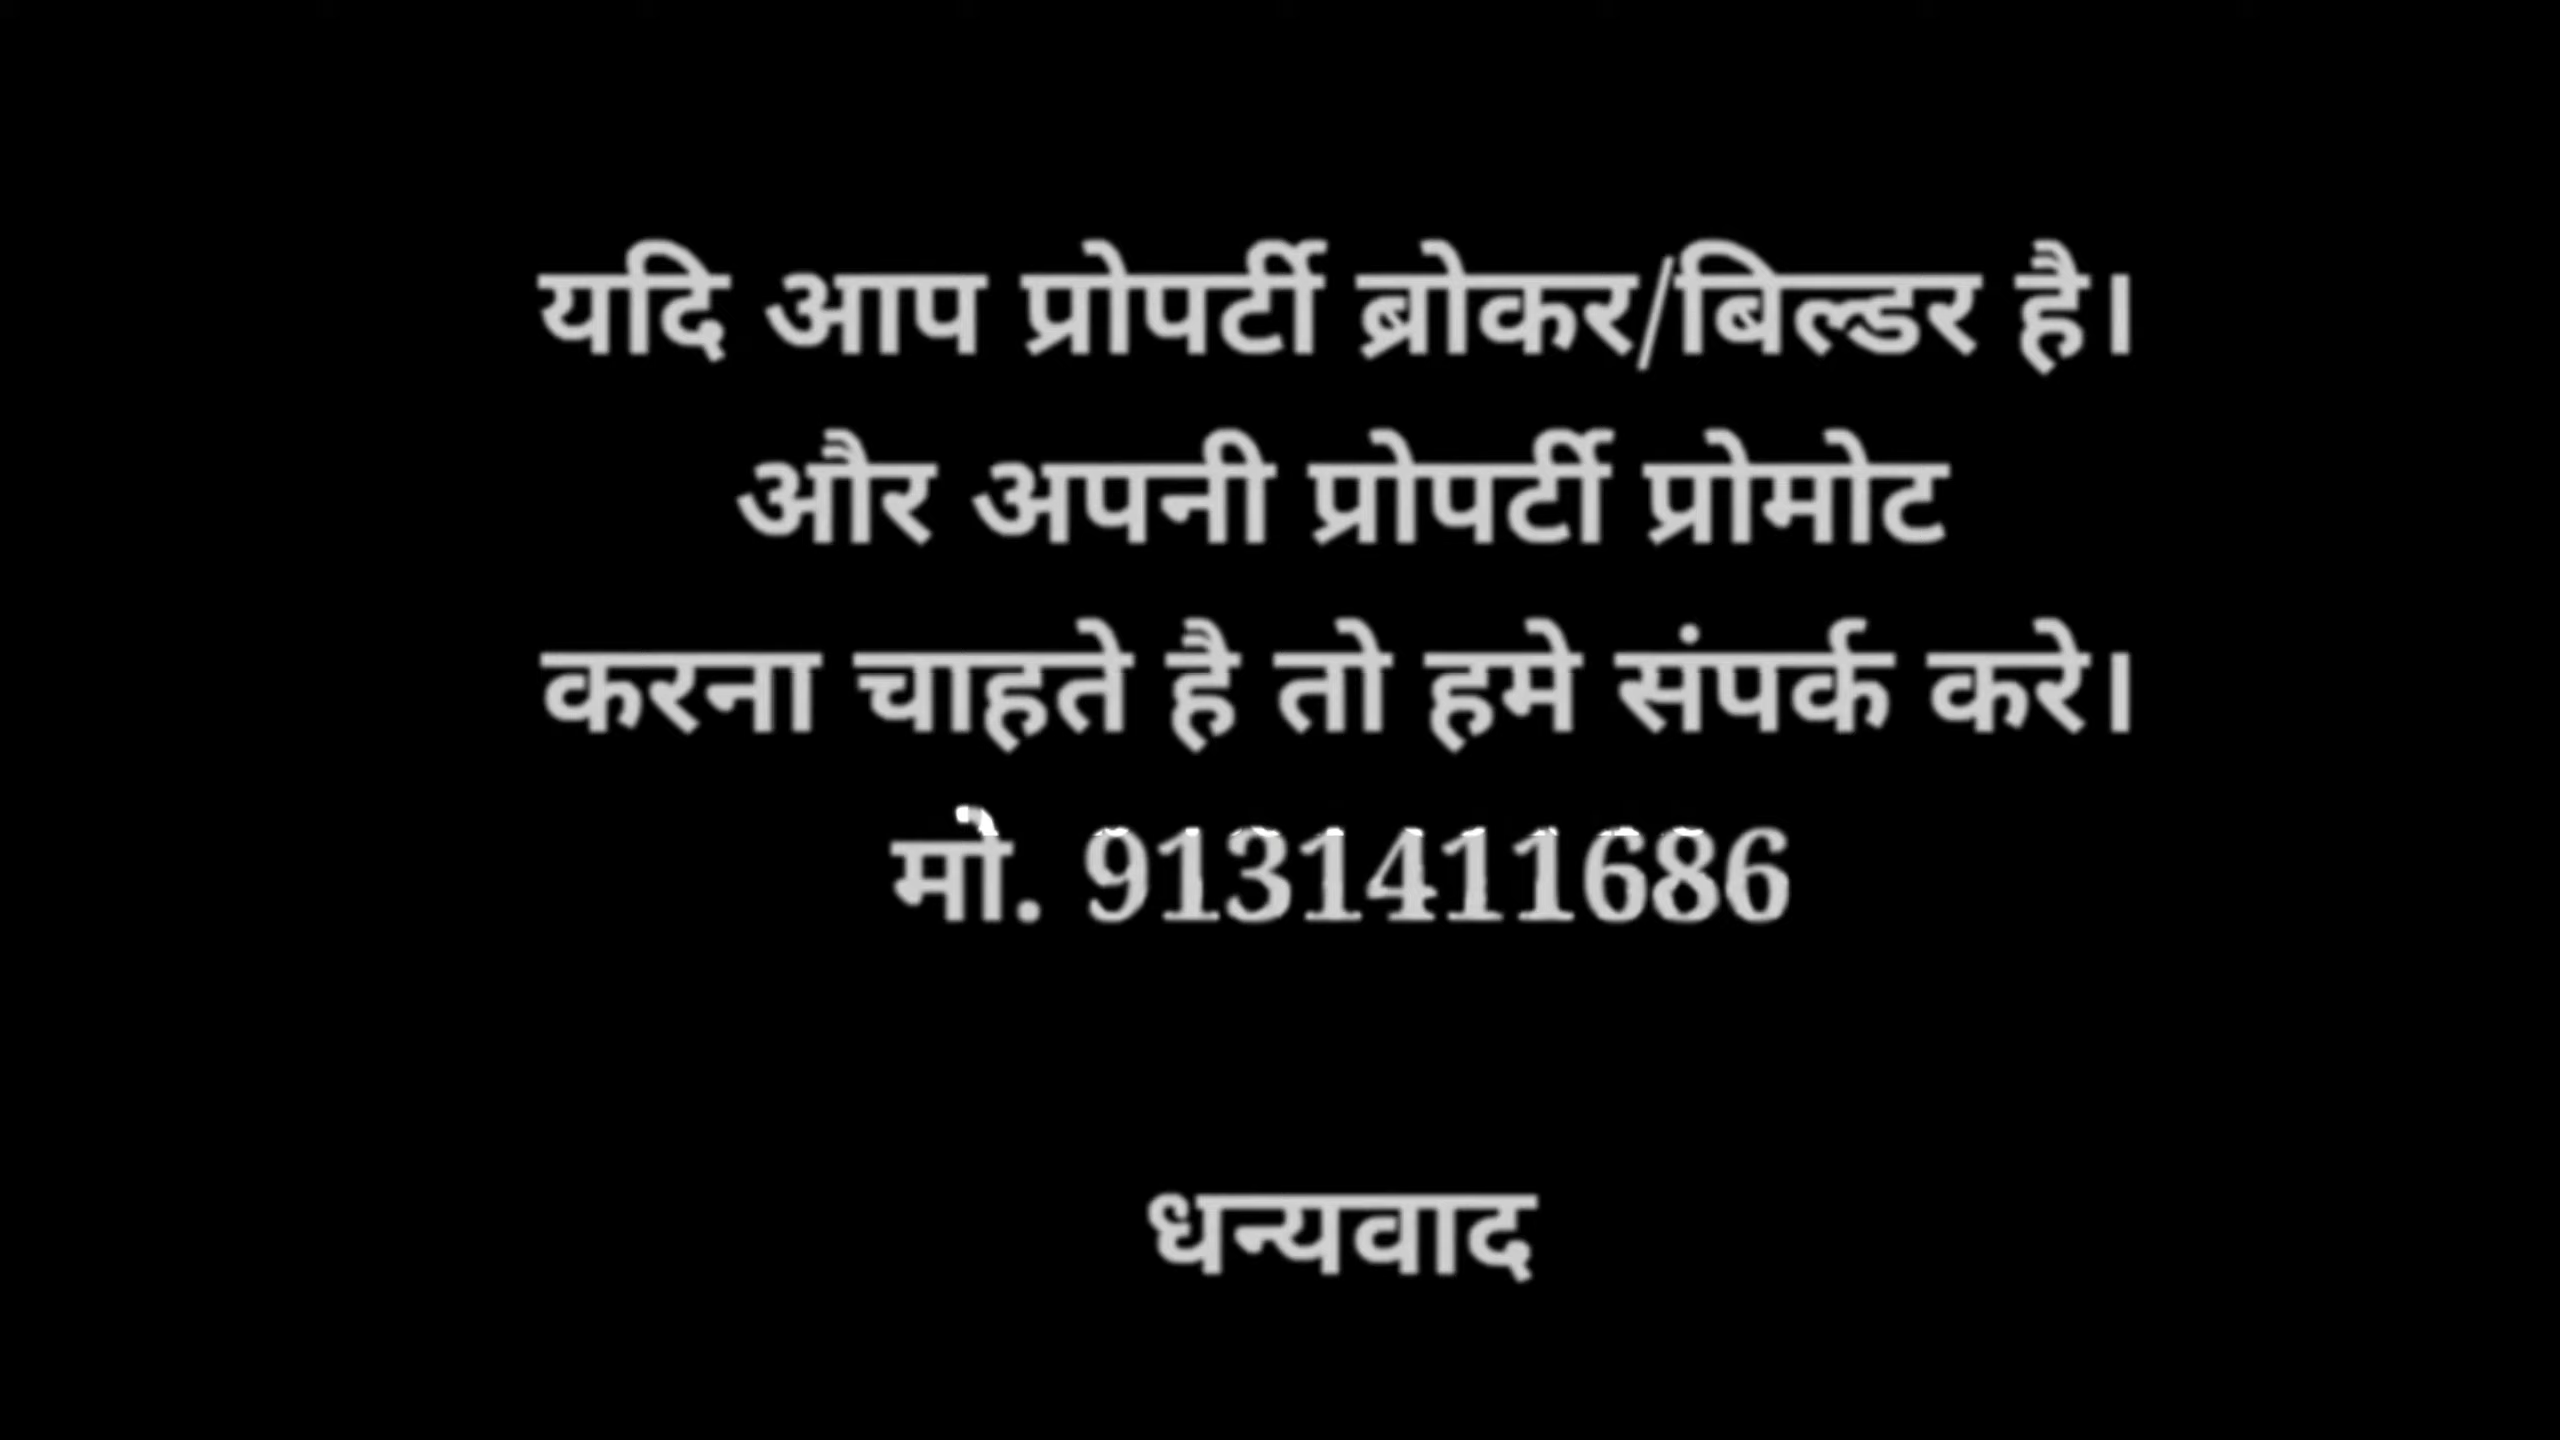 यदि आप प्रोपर्टी ब्रोकर/बिल्डर है।
और अपनी प्रोपर्टी प्रोमोट
करना चाहते है तो हमे संपर्क करे।
मो. 9131411686
धन्यवाद